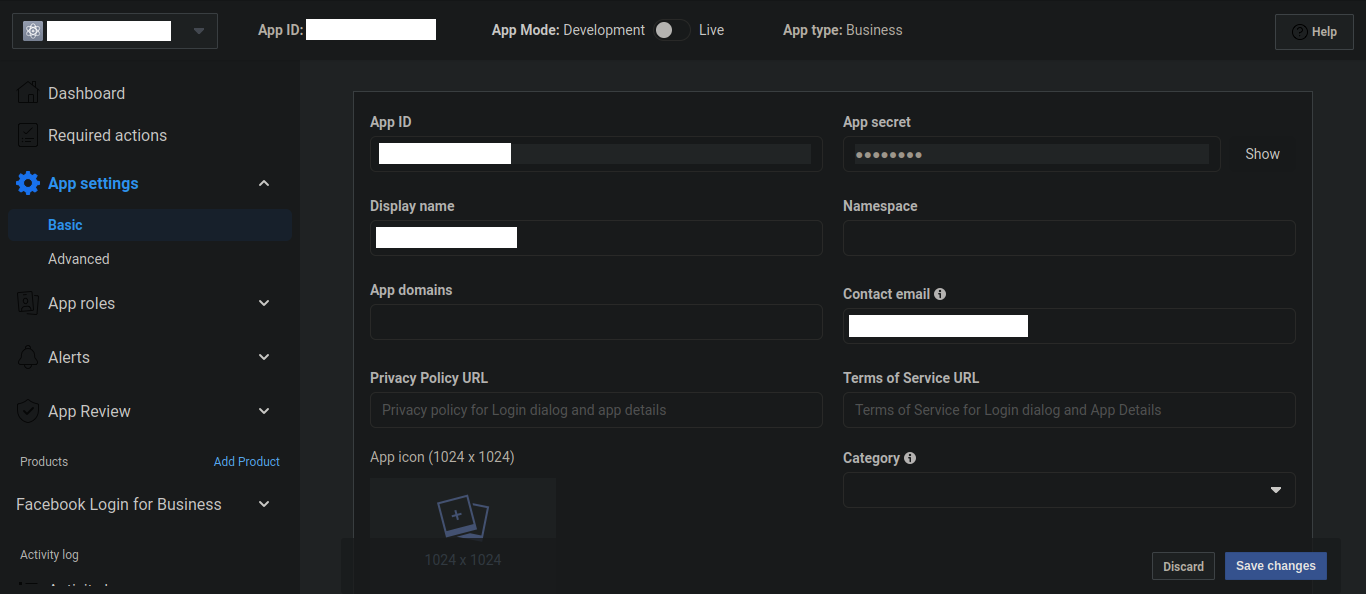 App ID:
App Mode: Development
Live
App type: Business
Help
Dashboard
Required actions
App settings
Basic
Advanced
App roles
Alerts
App Review
Products
Add Product
Facebook Login for Business
Activity log
App ID
App secret
●●●●●●●●
Show
Display name
Namespace
App domains
Contact email
Privacy Policy URL
Privacy policy for Login dialog and app details
Terms of Service URL
Terms of Service for Login dialog and App Details
App icon (1024 x 1024)
1024 x 1024
Category
Discard
Save changes